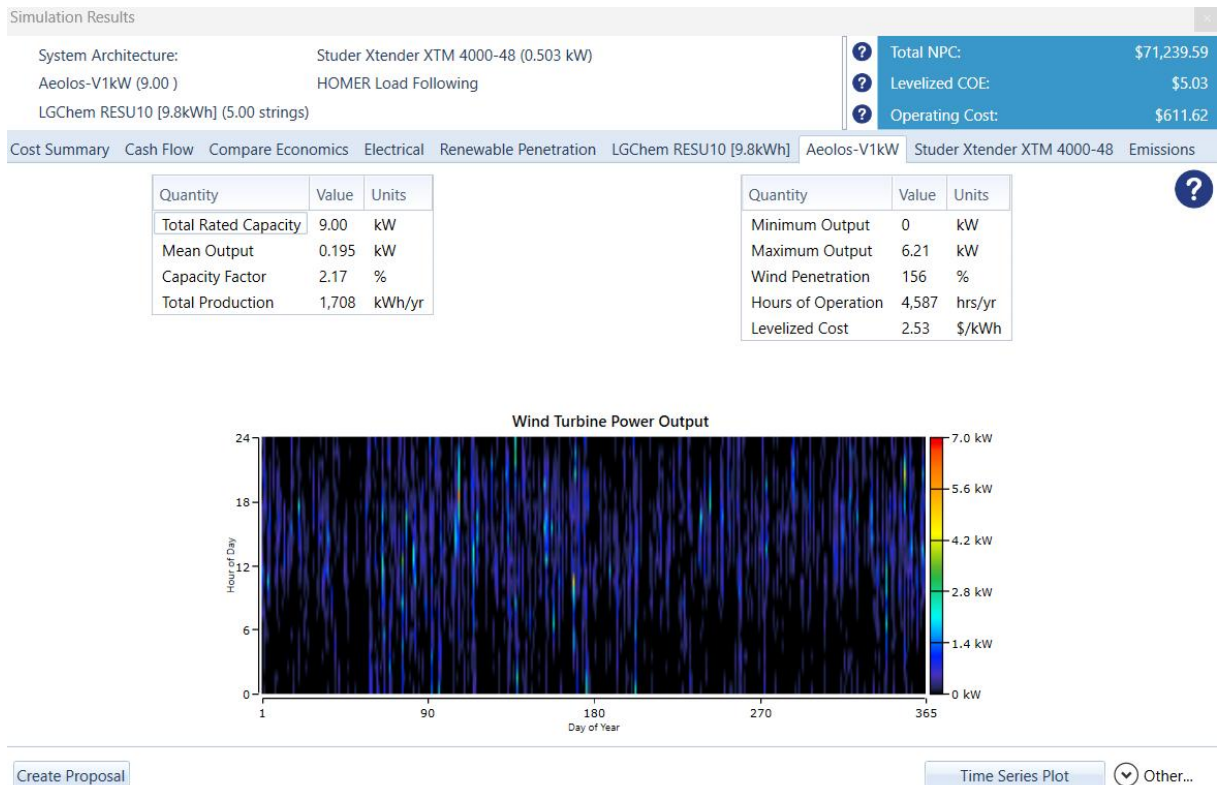 Simulation Results
System Architecture:
Studer Xtender XTM 4000-48 (0.503 kW)
Aeolos-V1kW (9.00 )
HOMER Load Following
LGChem RESU10 [9.8kWh] (5.00 strings)
? Total NPC: $71,239.59
? Levelized COE: $5.03
? Operating Cost: $611.62
Cost Summary Cash Flow Compare Economics Electrical Renewable Penetration LGChem RESU10 [9.8kWh] Aeolos-V1kW Studer Xtender XTM 4000-48 Emissions
Quantity Value Units
Total Rated Capacity 9.00 kW
Mean Output 0.195 kW
Capacity Factor 2.17 %
Total Production 1,708 kWh/yr
Quantity Value Units
Minimum Output 0 kW
Maximum Output 6.21 kW
Wind Penetration 156 %
Hours of Operation 4,587 hrs/yr
Levelized Cost 2.53 $/kWh
?
Wind Turbine Power Output
24
18
12
6
0
Hour of Day
1 90 180 270 365
Day of Year
7.0 kW
5.6 kW
4.2 kW
2.8 kW
1.4 kW
0 kW
Create Proposal
Time Series Plot
Other...